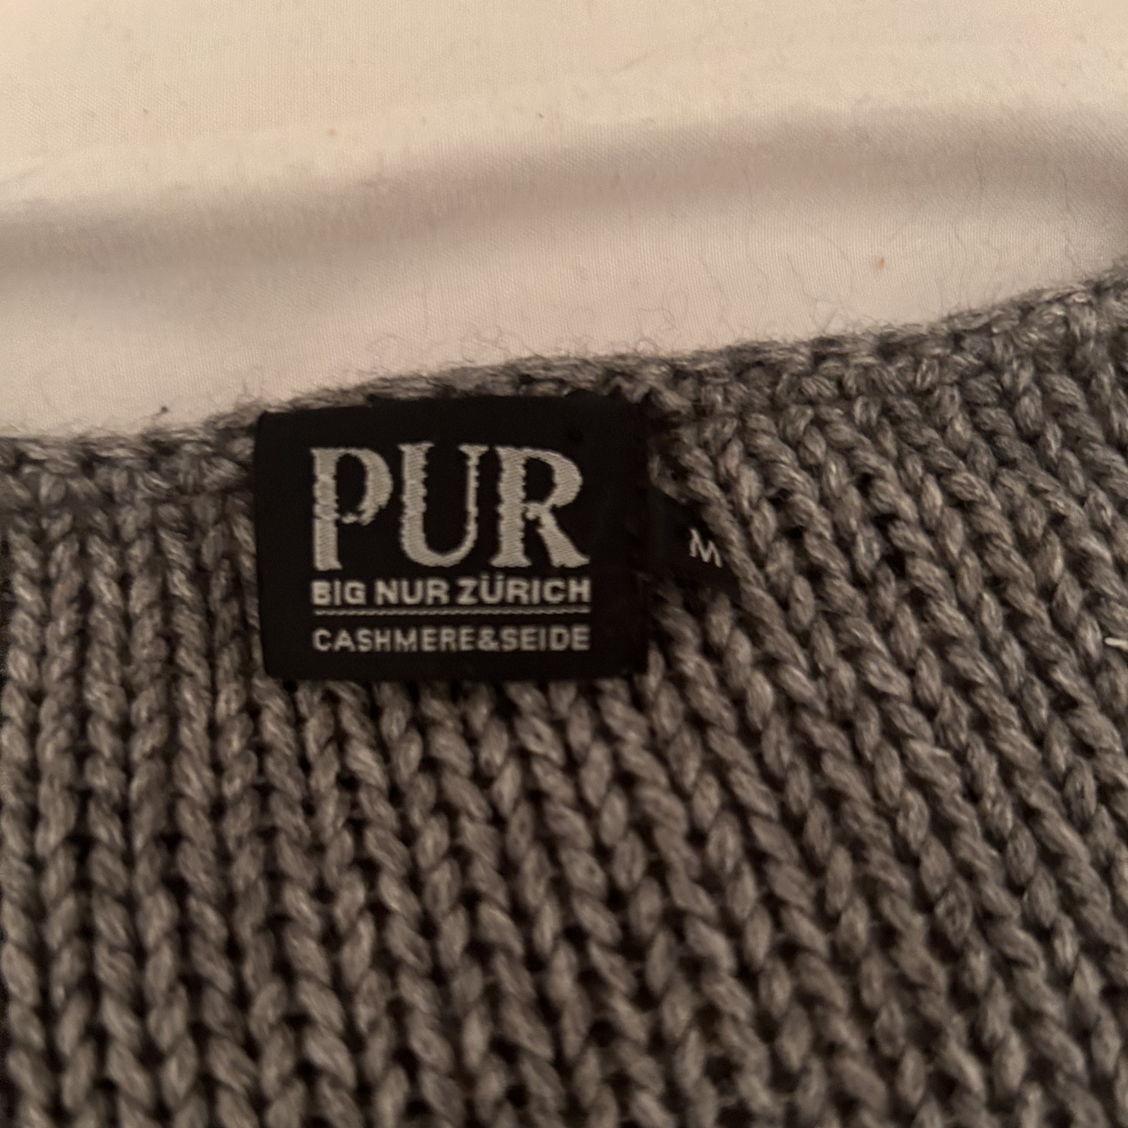 PUR
BIG NUR ZÜRICH
CASHMERE&SEIDE
M